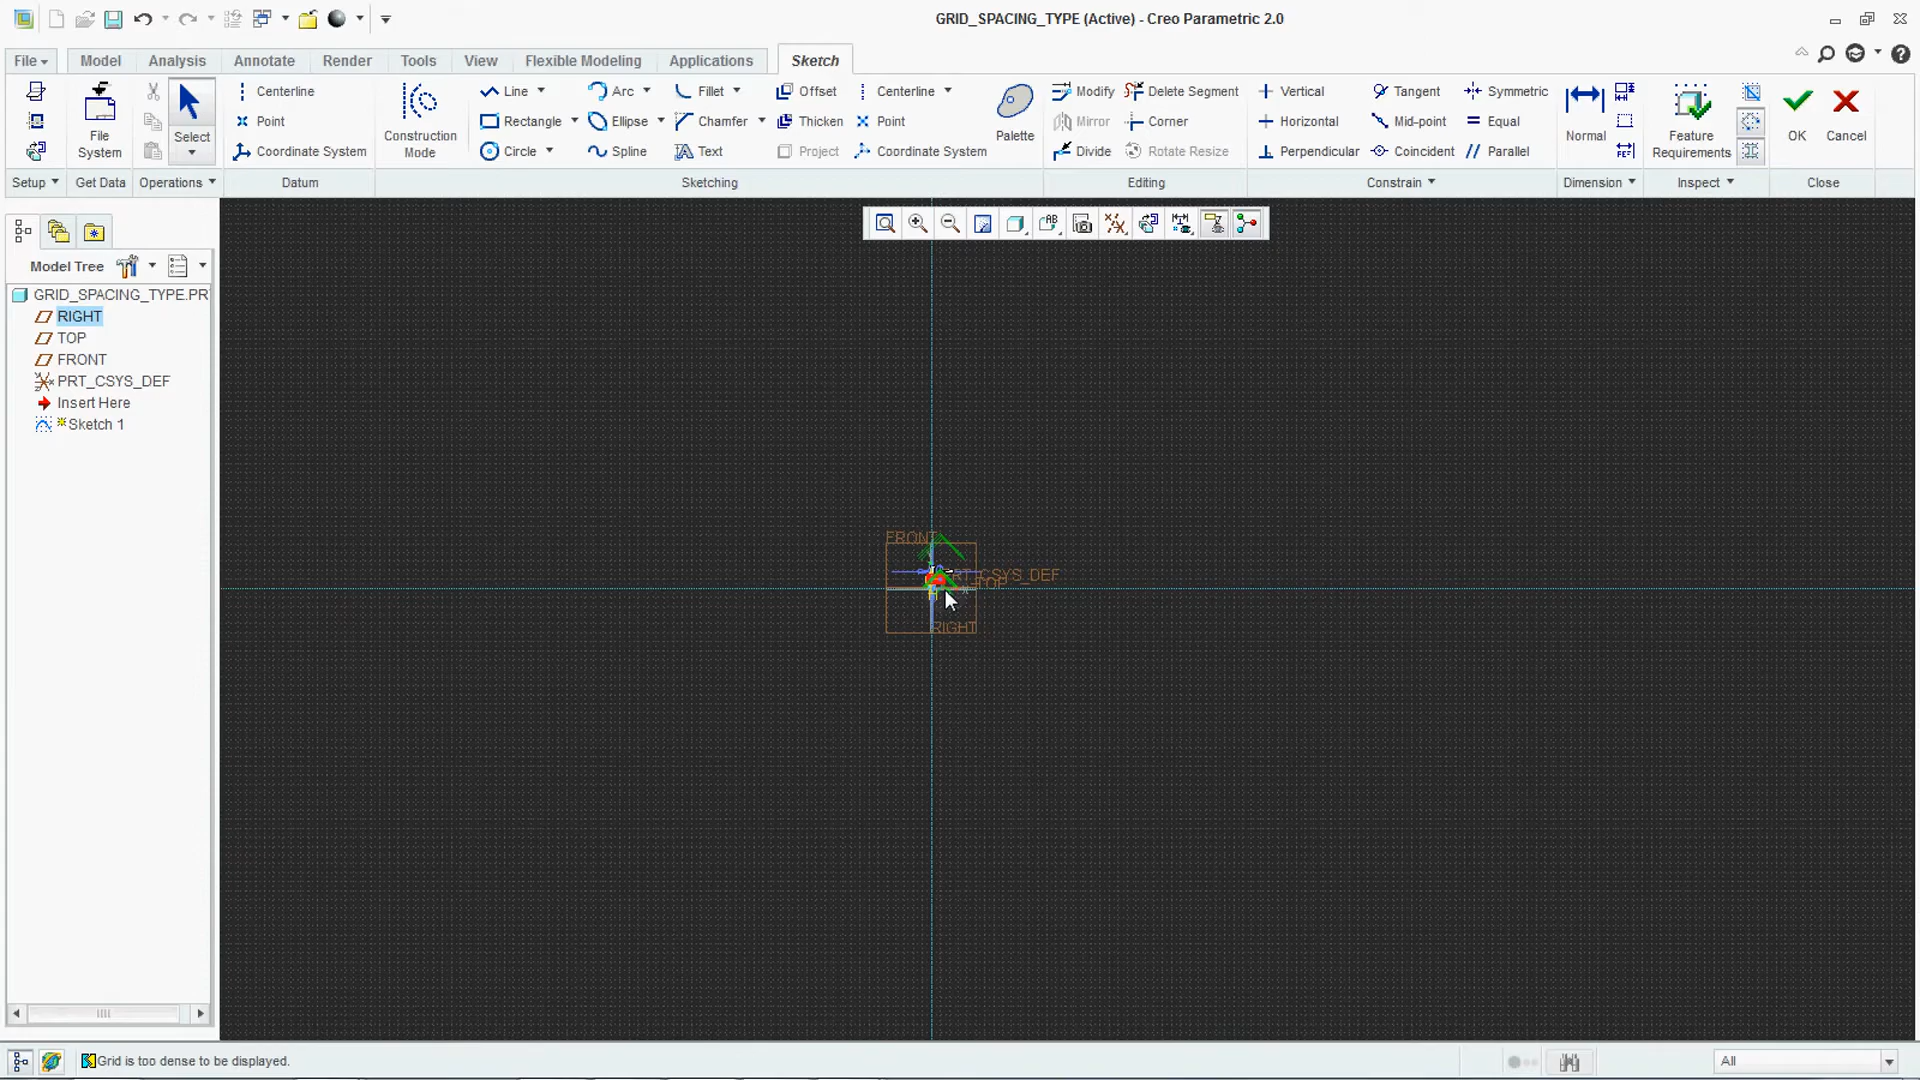 GRID_SPACING_TYPE (Active) - Creo Parametric 2.0
File Model Analysis Annotate Render Tools View Flexible Modeling Applications Sketch
Centerline Line Arc Fillet Offset Centerline Modify Delete Segment Vertical Tangent Symmetric
Point Rectangle Ellipse Chamfer Thicken Point Mirror Corner Horizontal Mid-point Equal
Coordinate System Circle Spline Text Project Coordinate System Divide Rotate Resize Perpendicular Coincident Parallel
File System
Select
Construction Mode
Palette
Normal
Feature Requirements
OK
Cancel
Setup Get Data Operations Datum Sketching Editing Constrain Dimension Inspect Close
Model Tree
GRID_SPACING_TYPE.PR
RIGHT
TOP
FRONT
PRT_CSYS_DEF
Insert Here
Sketch 1
FRONT
PRT_CSYS_DEF
TOP
RIGHT
Grid is too dense to be displayed.
All